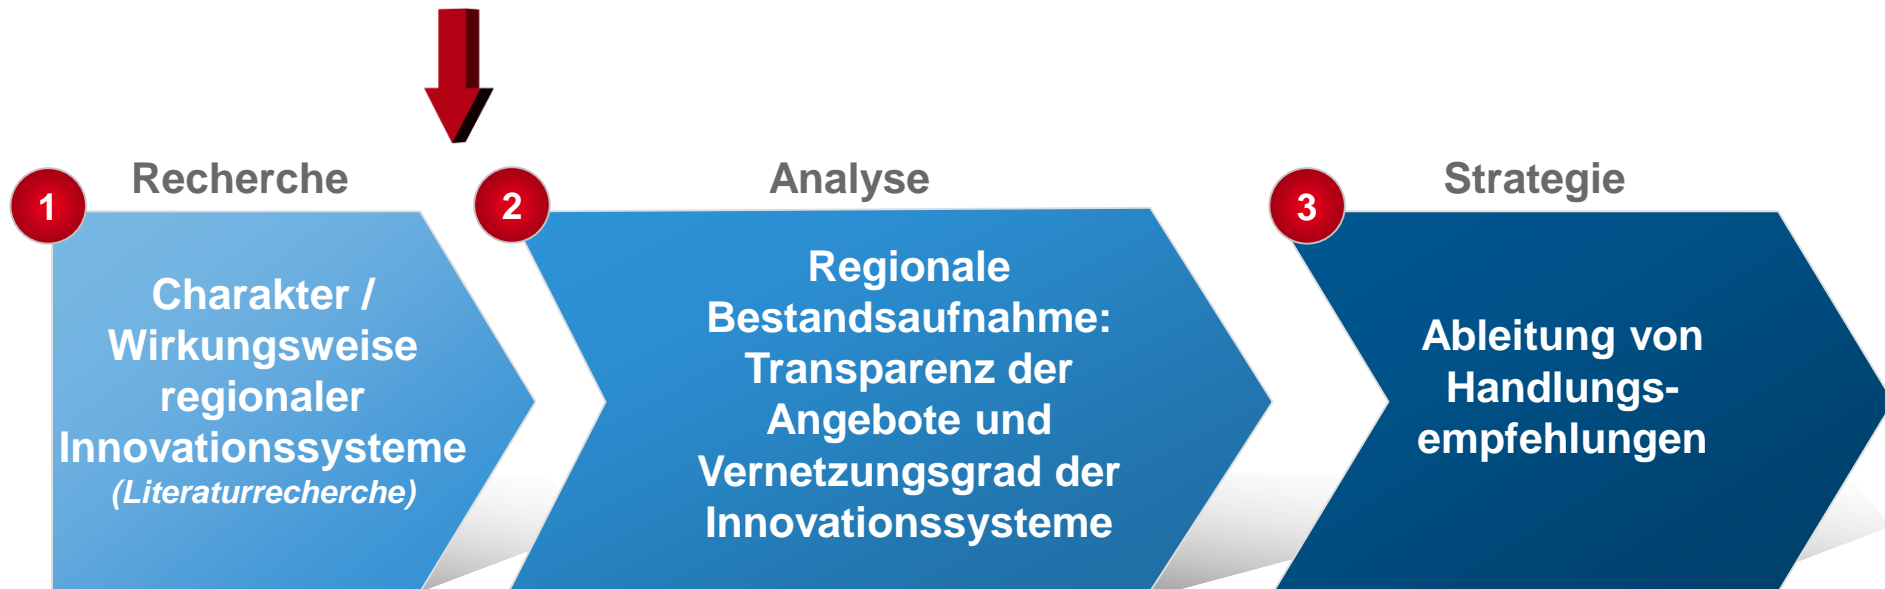 Recherche
1
Charakter /
Wirkungsweise
regionaler
Innovationssysteme
(Literaturrecherche)
Analyse
2
Regionale
Bestandsaufnahme:
Transparenz der
Angebote und
Vernetzungsgrad der
Innovationssysteme
Strategie
3
Ableitung von
Handlungs-
empfehlungen